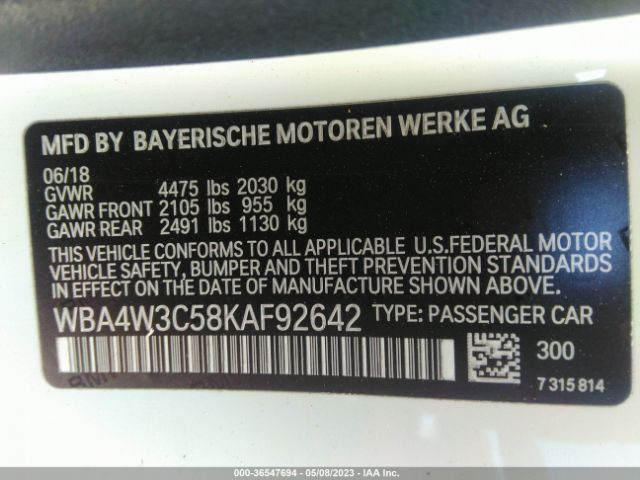 MFD BY BAYERISCHE MOTOREN WERKE AG
06/18
GVWR 4475 lbs 2030 kg
GAWR FRONT 2105 lbs 955 kg
GAWR REAR 2491 lbs 1130 kg
THIS VEHICLE CONFORMS TO ALL APPLICABLE U.S.FEDERAL MOTOR
VEHICLE SAFETY, BUMPER AND THEFT PREVENTION STANDARDS
IN EFFECT ON THE DATE OF MANUFACTURE SHOWN ABOVE.
WBA4W3C58KAF92642 TYPE: PASSENGER CAR
300
7 315 814
000-36547694 - 05/08/2023 - IAAI.COM